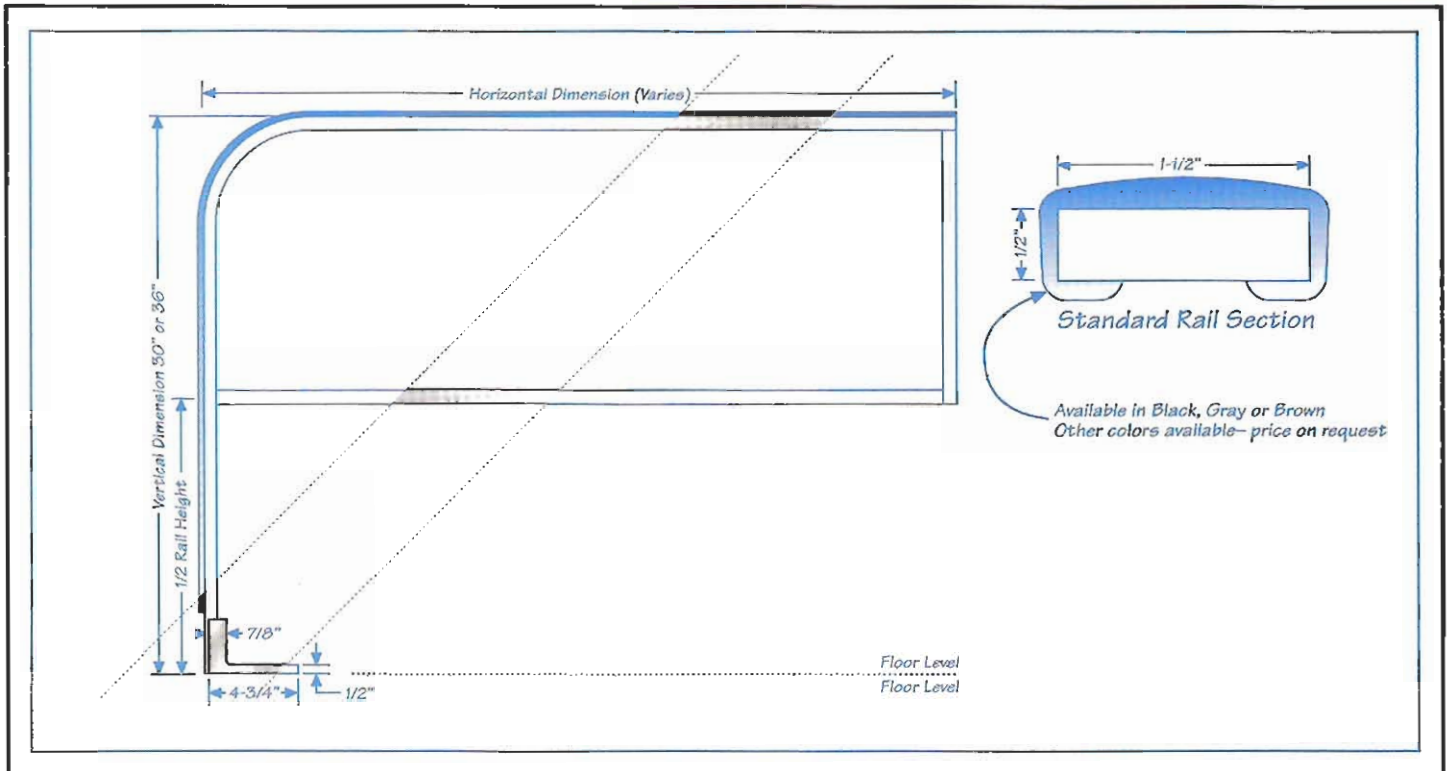 Horizontal Dimension (Varies)
1-1/2"
1/2"
Standard Rail Section
Vertical Dimension 30" or 36"
1/2 Rail Height
Available in Black, Gray or Brown
Other colors available– price on request
7/8"
Floor Level
4-3/4"
1/2"
Floor Level